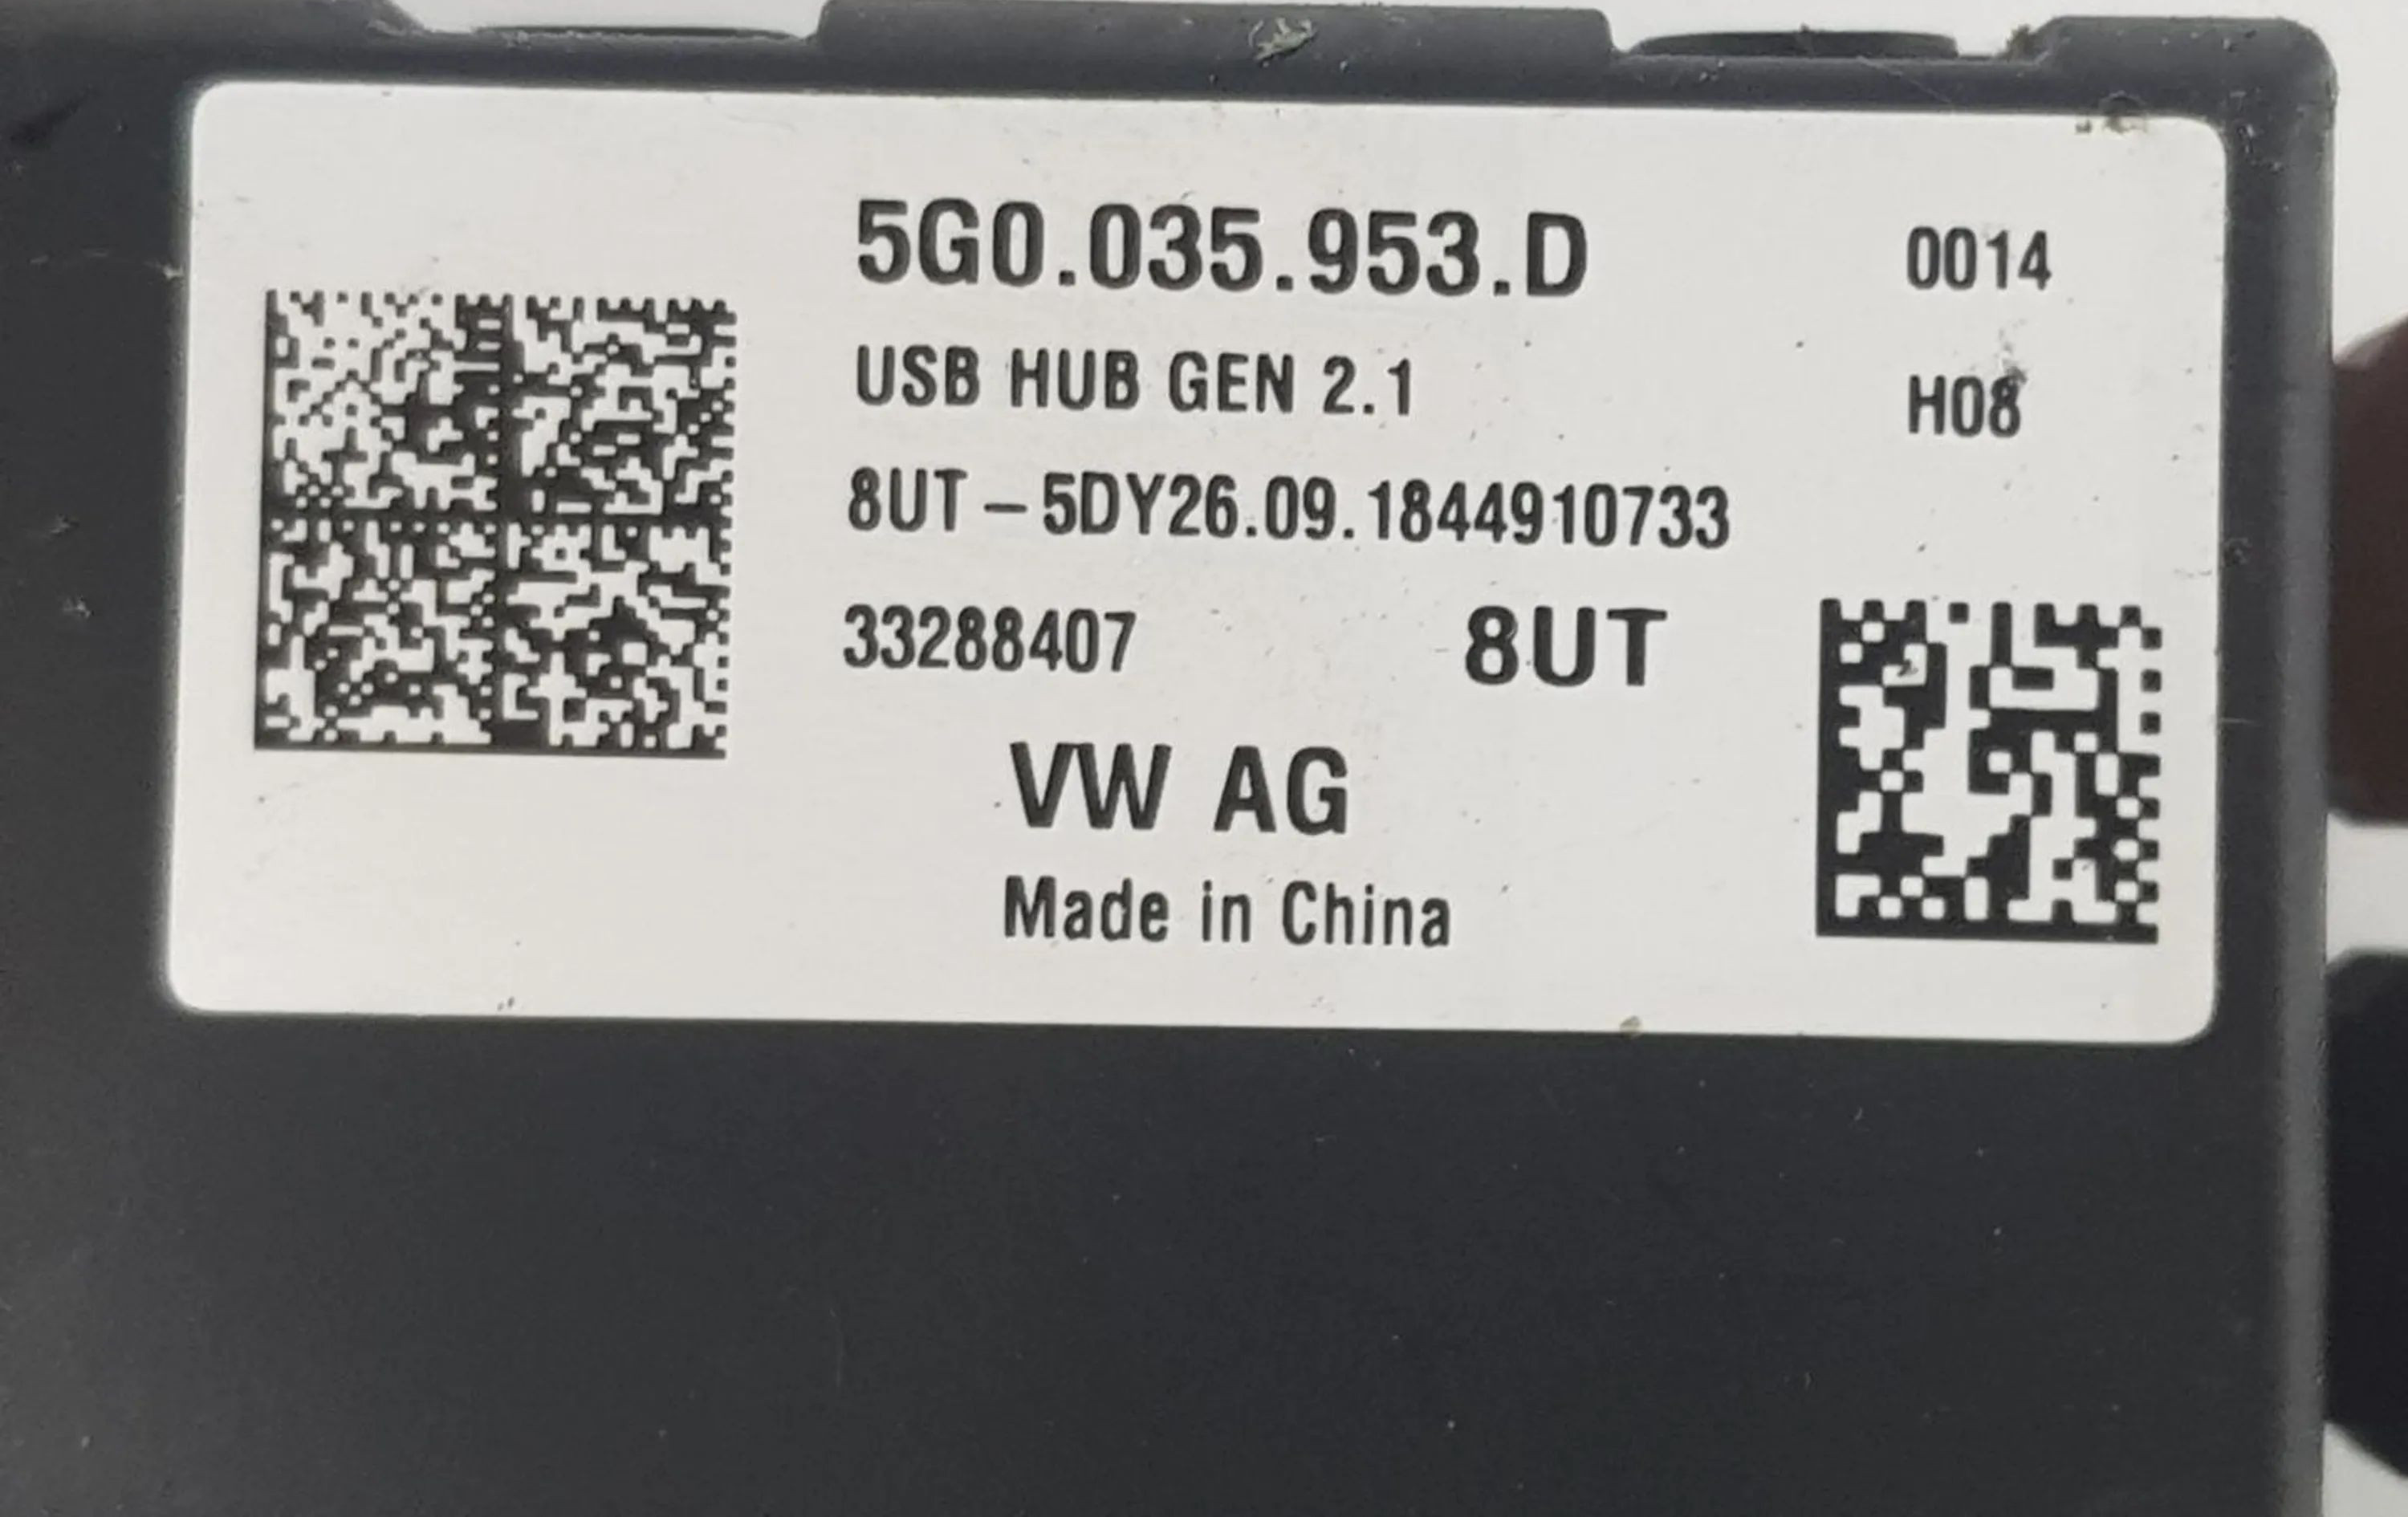 5G0.035.953.D 0014
USB HUB GEN 2.1 H08
8UT – 5DY26.09.1844910733
33288407 8UT
VW AG
Made in China